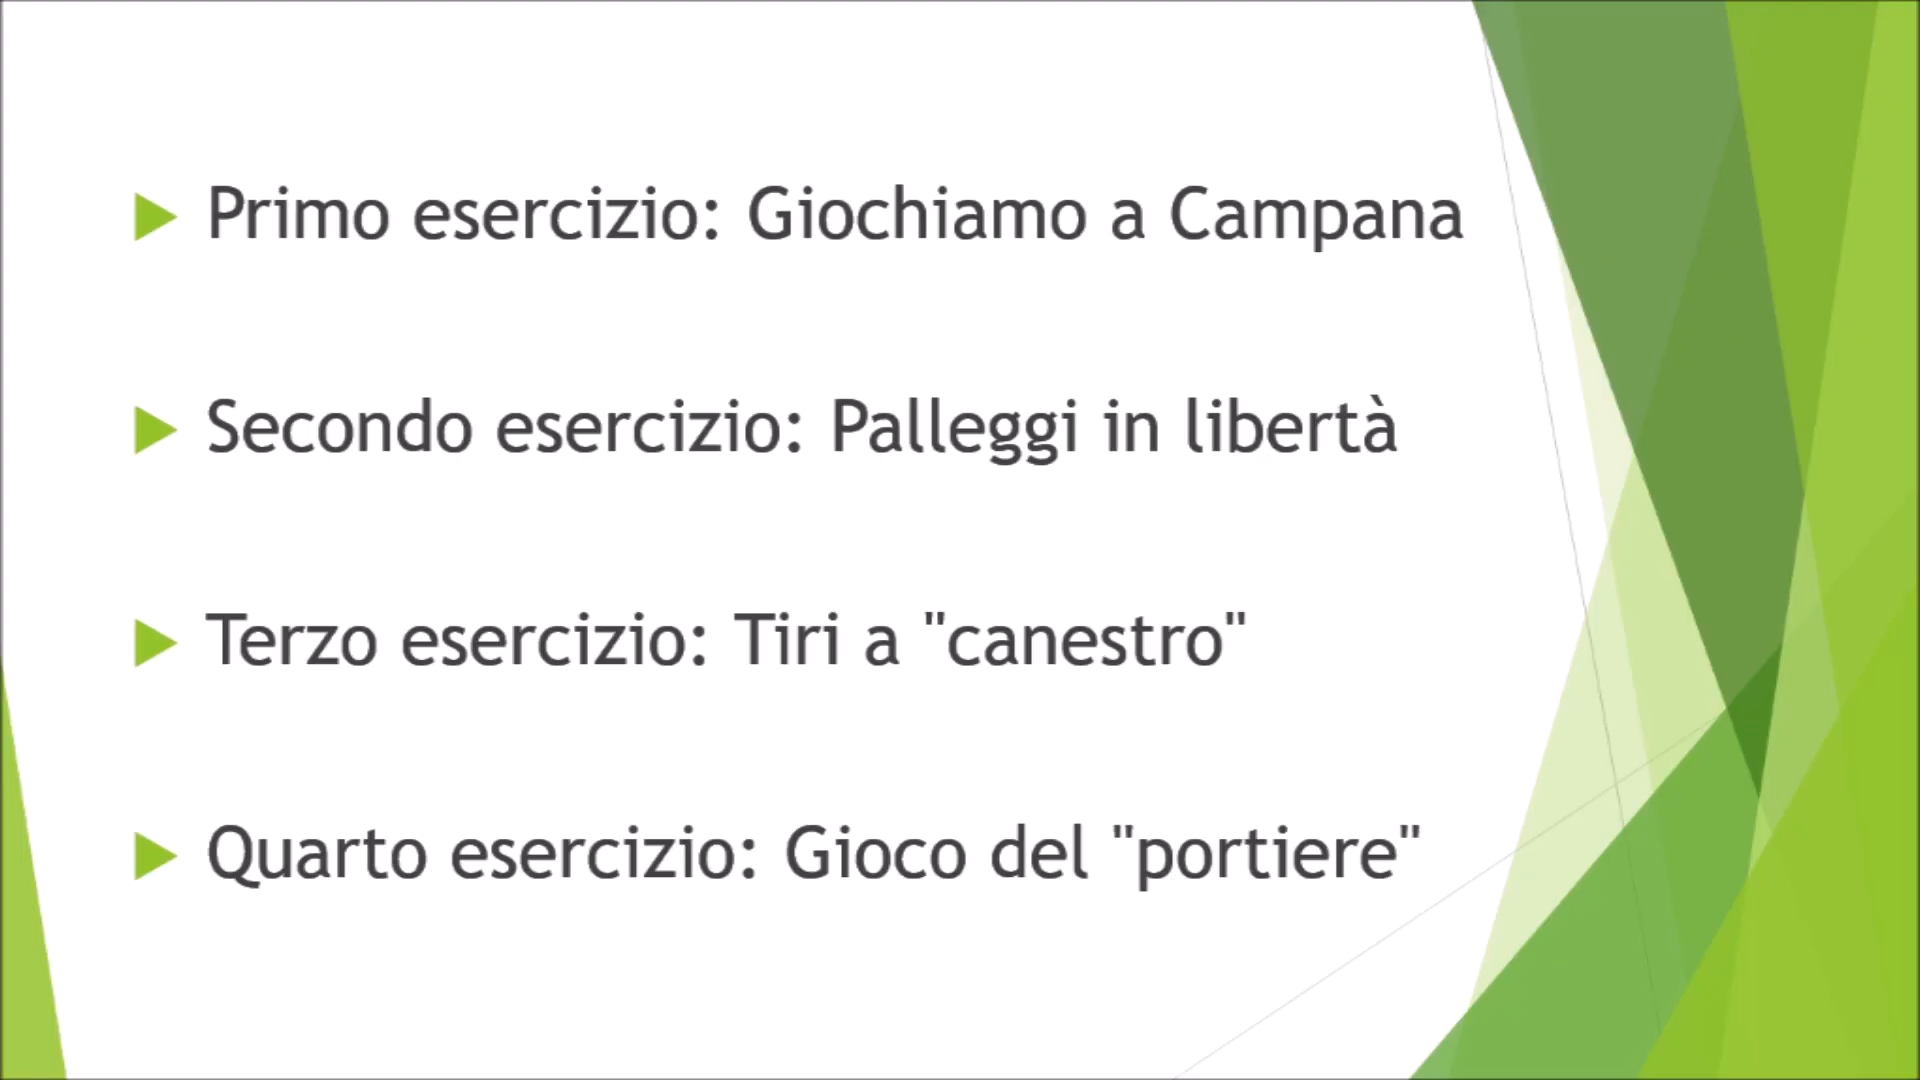 Primo esercizio: Giochiamo a Campana
Secondo esercizio: Palleggi in libertà
Terzo esercizio: Tiri a "canestro"
Quarto esercizio: Gioco del "portiere"